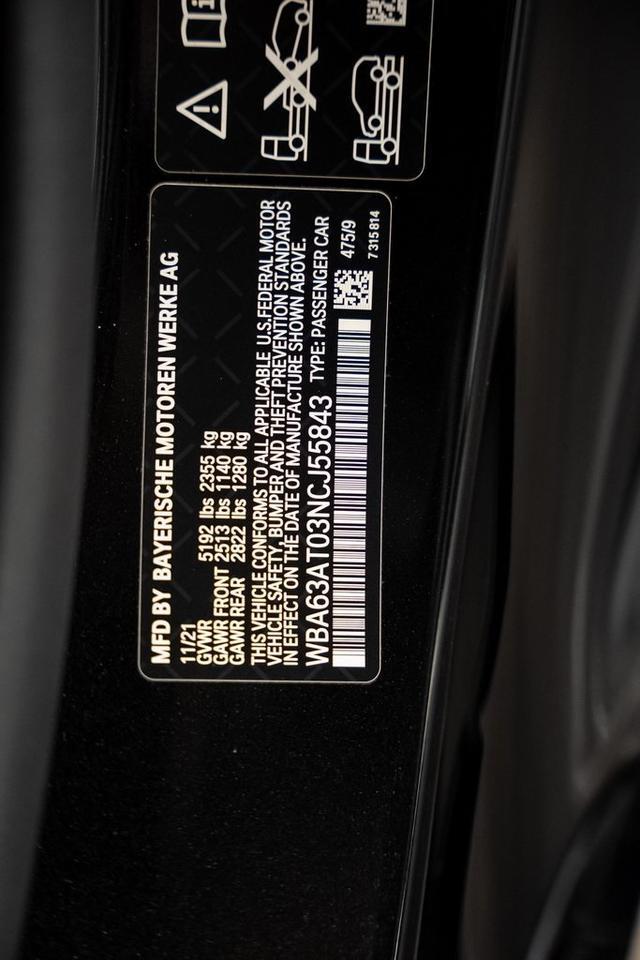 MFD BY BAYERISCHE MOTOREN WERKE AG
11/21
GVWR 5192 lbs 2355 kg
GAWR FRONT 2513 lbs 1140 kg
GAWR REAR 2822 lbs 1280 kg
THIS VEHICLE CONFORMS TO ALL APPLICABLE U.S.FEDERAL MOTOR
VEHICLE SAFETY, BUMPER AND THEFT PREVENTION STANDARDS
IN EFFECT ON THE DATE OF MANUFACTURE SHOWN ABOVE.
WBA63AT03NCJ55843 TYPE: PASSENGER CAR
475/9
7 315 814